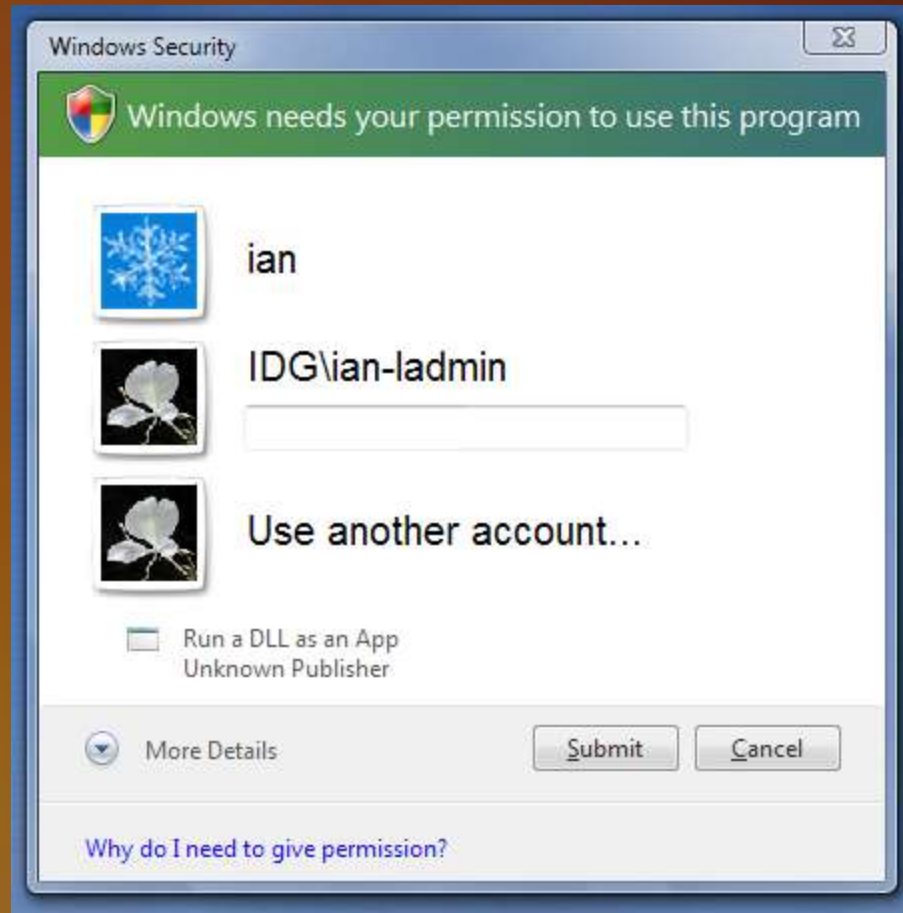 Windows Security
Windows needs your permission to use this program
ian
IDG\ian-ladmin
Use another account...
Run a DLL as an App
Unknown Publisher
More Details
Submit
Cancel
Why do I need to give permission?